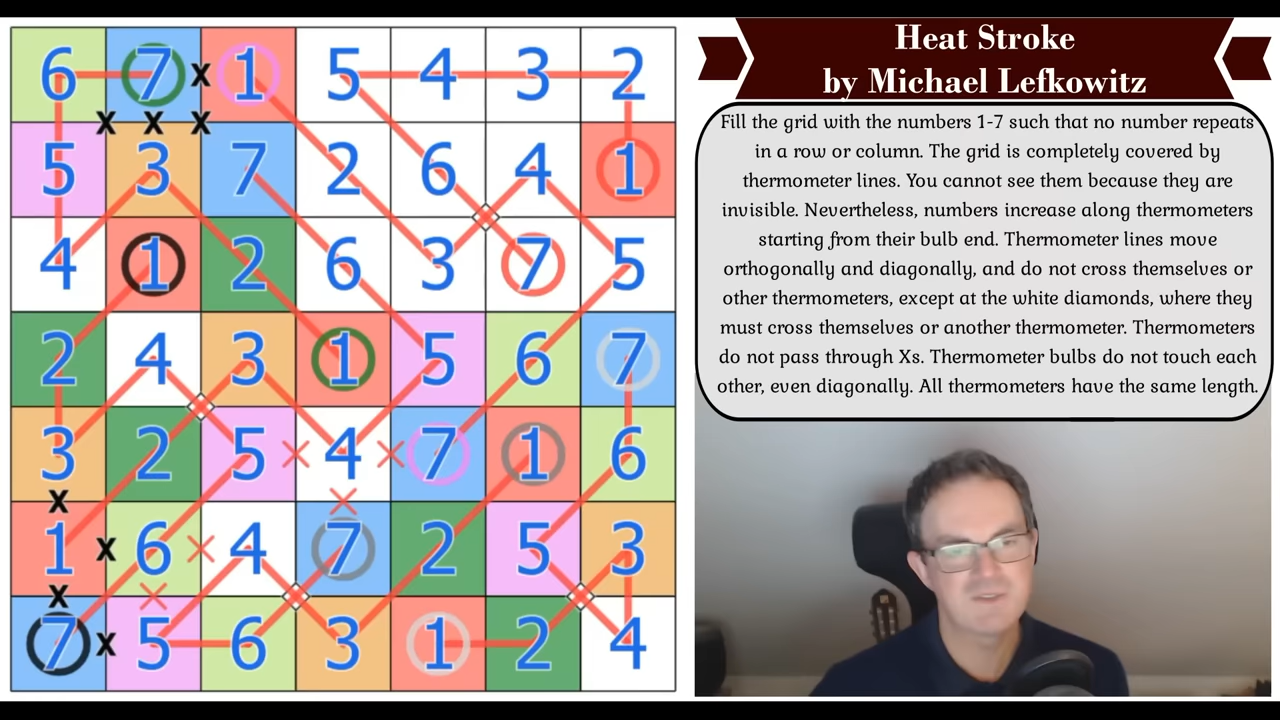 6 7 x 1 5 4 3 2
x x x
5 3 7 2 6 4 1
4 1 2 6 3 7 5
2 4 3 1 5 6 7
3 2 5 × 4 × 7 1 6
x ×
1 x 6 × 4 7 2 5 3
x ×
7 x 5 6 3 1 2 4
Heat Stroke
by Michael Lefkowitz
Fill the grid with the numbers 1-7 such that no number repeats
in a row or column. The grid is completely covered by
thermometer lines. You cannot see them because they are
invisible. Nevertheless, numbers increase along thermometers
starting from their bulb end. Thermometer lines move
orthogonally and diagonally, and do not cross themselves or
other thermometers, except at the white diamonds, where they
must cross themselves or another thermometer. Thermometers
do not pass through Xs. Thermometer bulbs do not touch each
other, even diagonally. All thermometers have the same length.